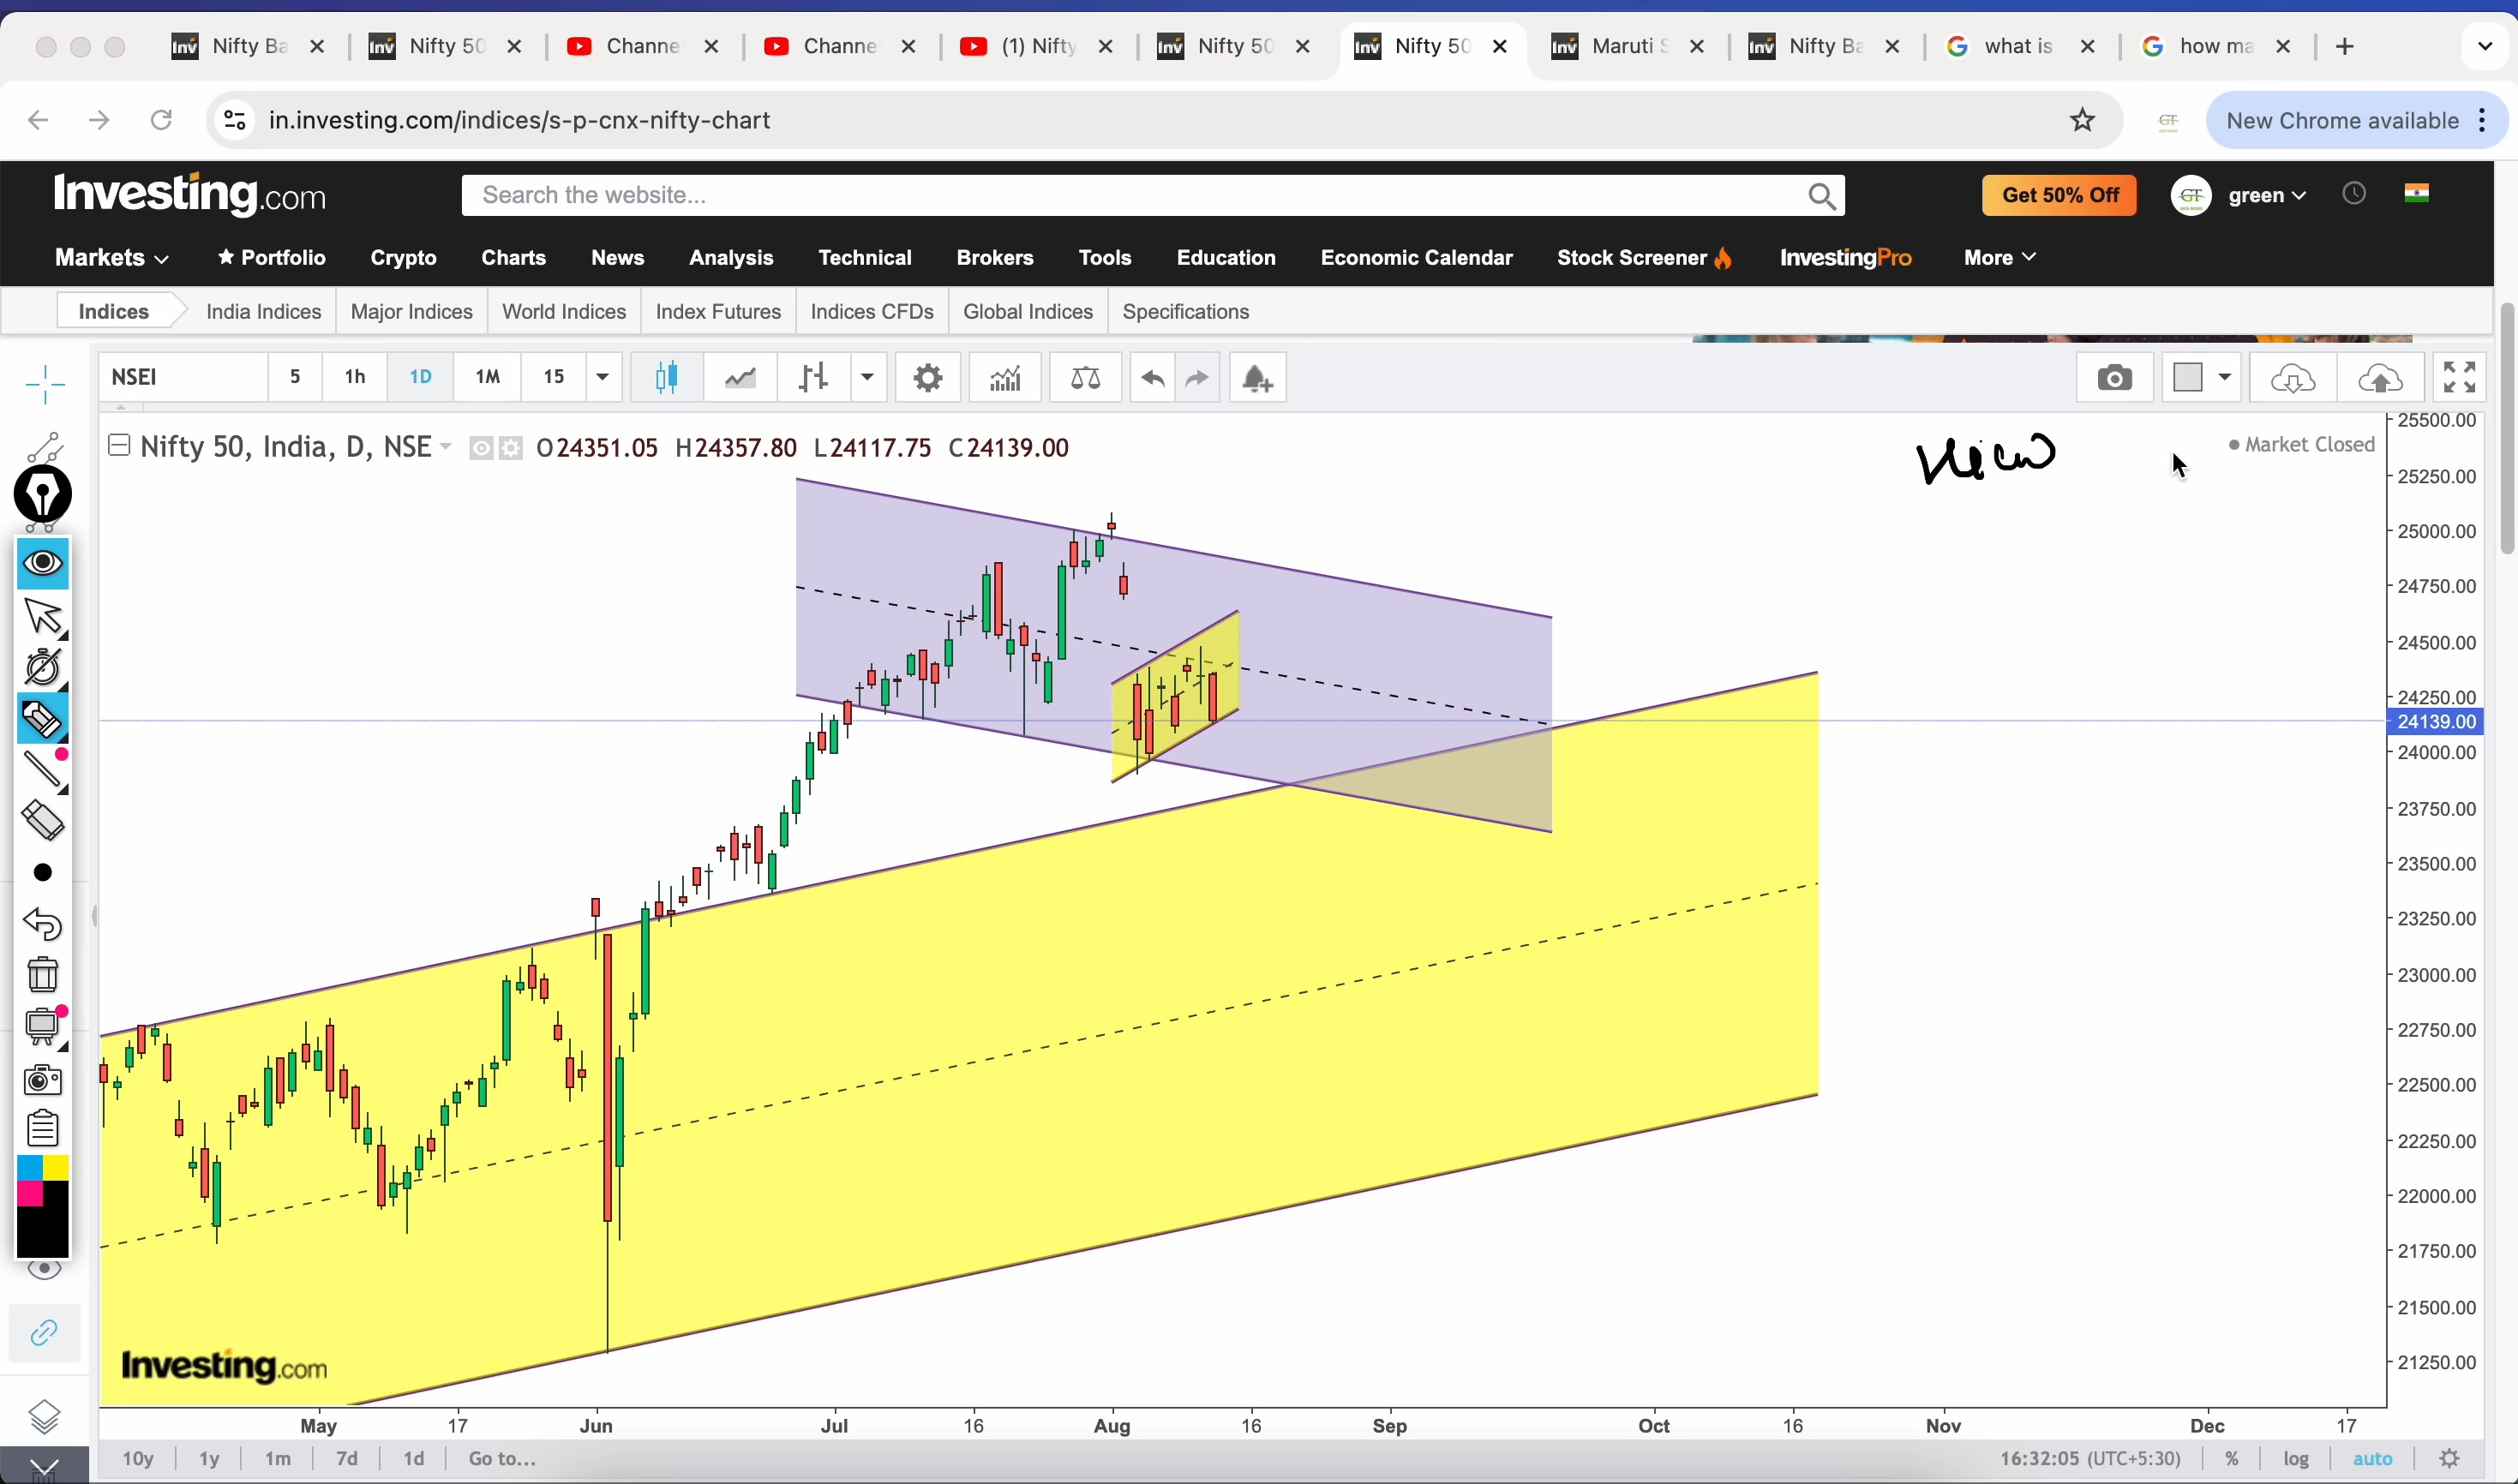 Nifty Ba Nifty 50 Channe Channe (1) Nifty Nifty 50 Nifty 50 Maruti S Nifty Ba what is how ma
in.investing.com/indices/s-p-cnx-nifty-chart
New Chrome available
Investing.com
Search the website...
Get 50% Off
green
Markets Portfolio Crypto Charts News Analysis Technical Brokers Tools Education Economic Calendar Stock Screener InvestingPro More
Indices India Indices Major Indices World Indices Index Futures Indices CFDs Global Indices Specifications
NSEI 5 1h 1D 1M 15
Nifty 50, India, D, NSE O24351.05 H24357.80 L24117.75 C24139.00
View
Market Closed
25500.00
25250.00
25000.00
24750.00
24500.00
24250.00
24139.00
24000.00
23750.00
23500.00
23250.00
23000.00
22750.00
22500.00
22250.00
22000.00
21750.00
21500.00
21250.00
Investing.com
May 17 Jun Jul 16 Aug 16 Sep Oct 16 Nov Dec 17
10y 1y 1m 7d 1d Go to... 16:32:05 (UTC+5:30) % log auto